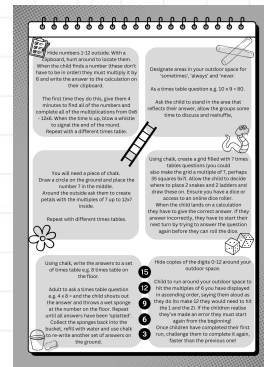 Hide numbers 1-12 outside. With a
clipboard, hunt around to locate them.
When the child finds a number (these don't
have to be in order) they must multiply it by
6 and write the answer to the calculation on
their clipboard.
The first time they do this, give them 4
minutes to find all of the numbers and
complete all of the multiplications from 0x6
- 12x6. When the time is up, blow a whistle
to signal the end of the round.
Repeat with a different times table.
Designate areas in your outdoor space for
'sometimes', 'always' and 'never'.
As a times table question e.g. 10 x 9 = 80.
Ask the child to stand in the area that
reflects their answer, allow the groups some
time to discuss and reshuffle,
You will need a piece of chalk.
Draw a circle on the ground and place the
number 7 in the middle.
Around the outside ask them to create
petals with the multiples of 7 up to 12x7
inside.
Repeat with different times tables.
Using chalk, create a grid filled with 7 times
tables questions (you could
also make the grid a multiple of 7, perhaps
35 squares 5x7). Allow the child to decide
where to place 2 snakes and 2 ladders and
draw these on. Ensure you have a dice or
access to an online dice roller.
When the child lands on a calculation
they have to give the correct answer. if they
answer incorrectly, they have to start their
next turn by trying to answer the question
again before they can roll the dice.
Using chalk, write the answers to a set
of times table e.g. 8 times table on
the floor.
Adult to ask a times table question
e.g. 4 x 8 = and the child shouts out
the answer and throws a wet sponge
at the number on the floor. Repeat
until all answers have been 'splatted'.
Collect the sponges back into the
bucket, refill with water and use chalk
to re-write another set of answers on
the ground.
15
12
9
6
3
Hide copies of the digits 0-12 around your
outdoor space.
Child to run around your outdoor space to
hit the multiples of 6 you have displayed
in ascending order, saying them aloud as
they do (to make 12 they would need to hit
the 1 and the 2). If the children realise
they've made an error they must start
again from the beginning!
Once children have completed their first
run, challenge them to complete it again,
faster than the previous one!